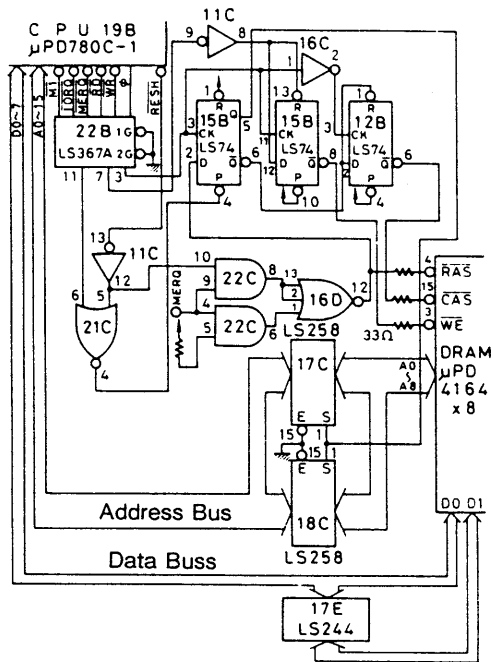 11C
CPU 19B
µPD780C-1
9 8
16C
1 2
5
M1 IORQ MERQ RD WR φ RESH
D0~7
A0~15
1 13 1
R Q R R
15B 15B 12B
3 CK 11 CK 3 CK
LS74 LS74 LS74
2 D Q 6 12 D Q 8 2 D Q 6
P P P
4 10 4
22B 1G
LS367A 2G
11 7 3
13
11C
12
6 5
21C
4
10
9
22C
8
MERQ
4
5
22C
6
13
2
1
16D
12
LS258
33Ω
4 RAS
15 CAS
3 WE
DRAM
µPD
4164
x8
A0
A8
17C
E S
15 1
15 1
E S
18C
LS258
Address Bus
D0 D1
Data Buss
17E
LS244